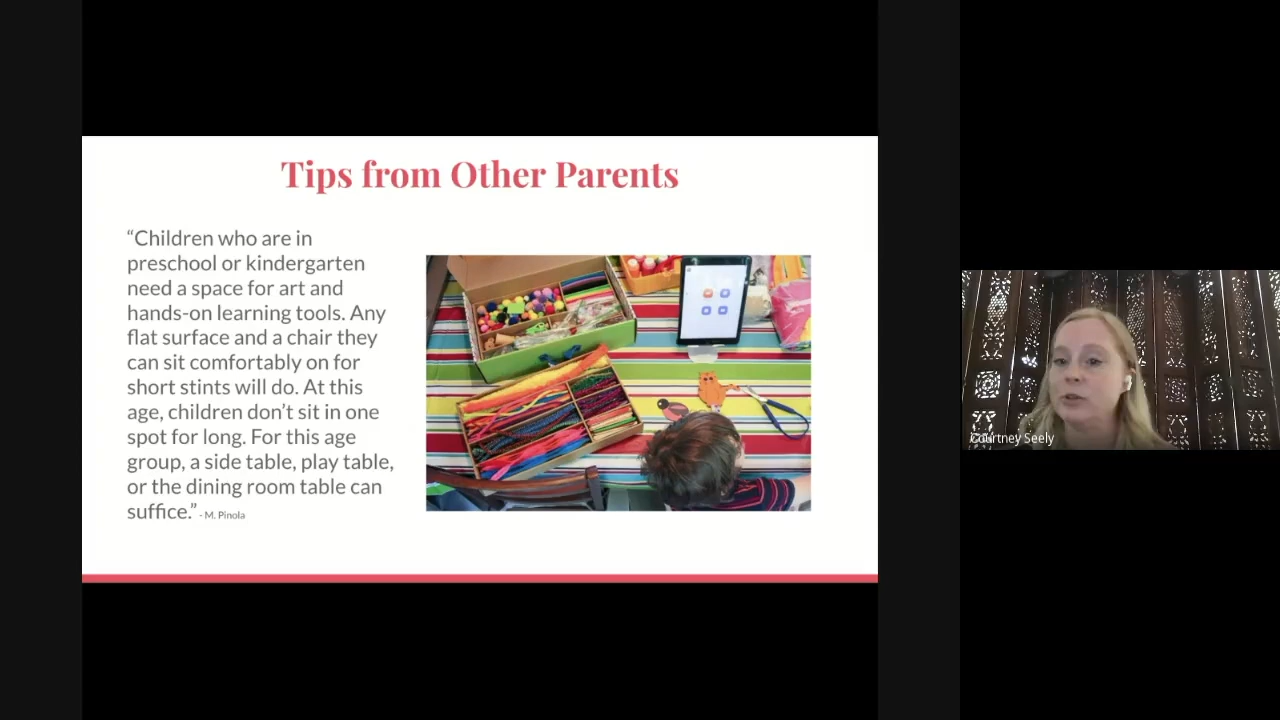 Tips from Other Parents
“Children who are in
preschool or kindergarten
need a space for art and
hands-on learning tools. Any
flat surface and a chair they
can sit comfortably on for
short stints will do. At this
age, children don’t sit in one
spot for long. For this age
group, a side table, play table,
or the dining room table can
suffice.” - M. Pinola
Courtney Seely